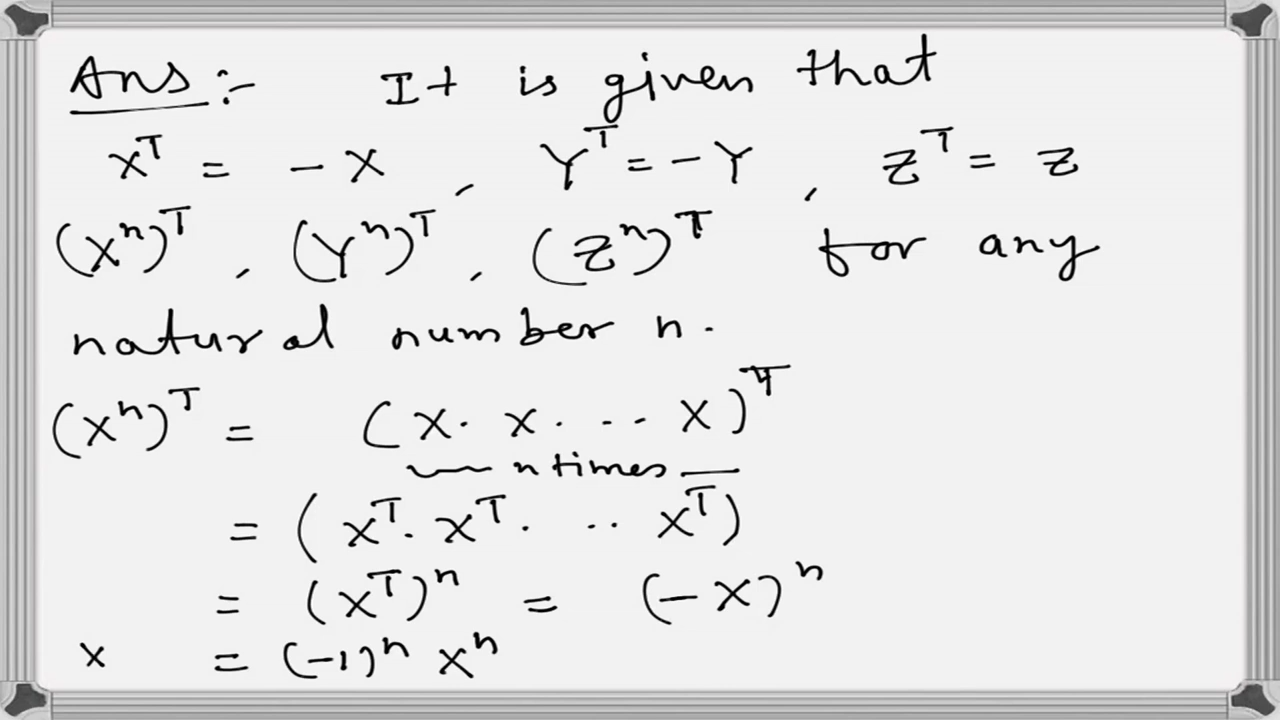 Ans :- It is given that
X^T = - X , Y^T = - Y , Z^T = Z
(X^n)^T , (Y^n)^T , (Z^n)^T for any
natural number n.
(X^n)^T = (X. X. ... X)^T
n times
= (X^T. X^T. .. X^T)
= (X^T)^n = (-X)^n
x = (-1)^n X^n